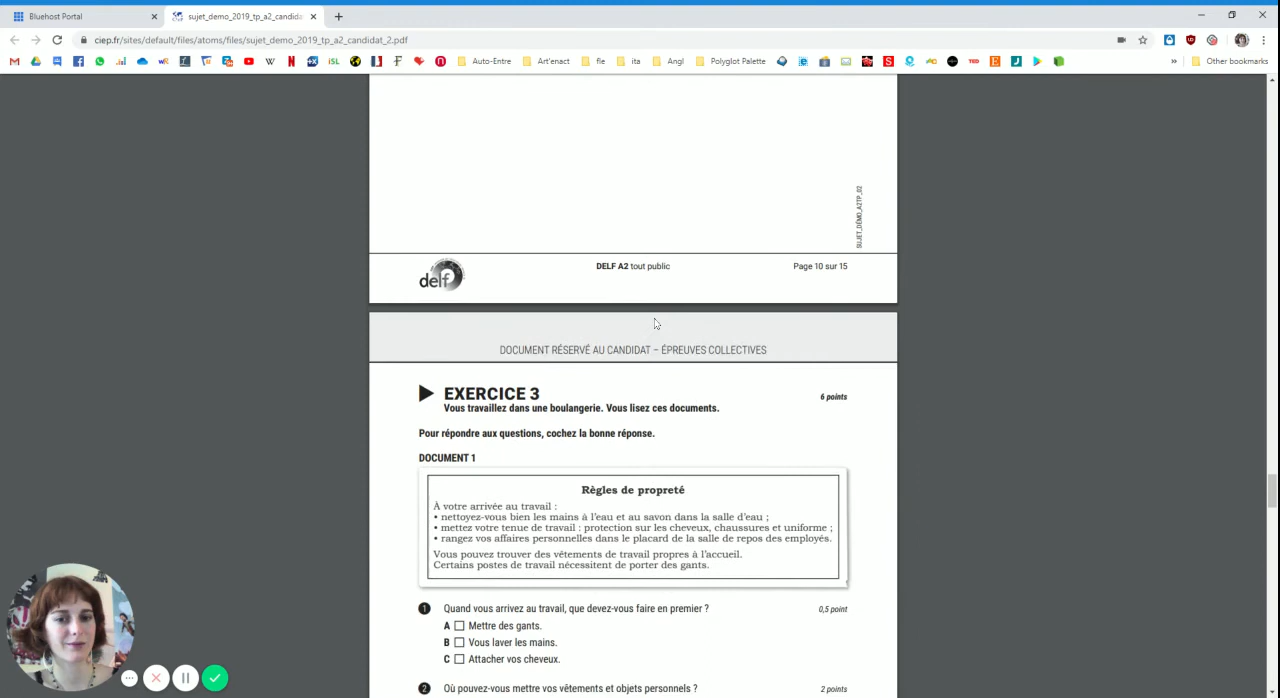 Bluehost Portal
sujet_demo_2019_tp_a2_candida
ciep.fr/sites/default/files/atoms/files/sujet_demo_2019_tp_a2_candidat_2.pdf
Auto-Entre
Art'enact
fle
ita
Angl
Polyglot Palette
Other bookmarks
SUJET_DÉMO_A2TP_02
delf
DELF A2 tout public
Page 10 sur 15
DOCUMENT RÉSERVÉ AU CANDIDAT – ÉPREUVES COLLECTIVES
EXERCICE 3
6 points
Vous travaillez dans une boulangerie. Vous lisez ces documents.
Pour répondre aux questions, cochez la bonne réponse.
DOCUMENT 1
Règles de propreté
À votre arrivée au travail :
• nettoyez-vous bien les mains à l'eau et au savon dans la salle d'eau ;
• mettez votre tenue de travail : protection sur les cheveux, chaussures et uniforme ;
• rangez vos affaires personnelles dans le placard de la salle de repos des employés.
Vous pouvez trouver des vêtements de travail propres à l'accueil.
Certains postes de travail nécessitent de porter des gants.
1 Quand vous arrivez au travail, que devez-vous faire en premier ?
0,5 point
A Mettre des gants.
B Vous laver les mains.
C Attacher vos cheveux.
2 Où pouvez-vous mettre vos vêtements et objets personnels ?
2 points